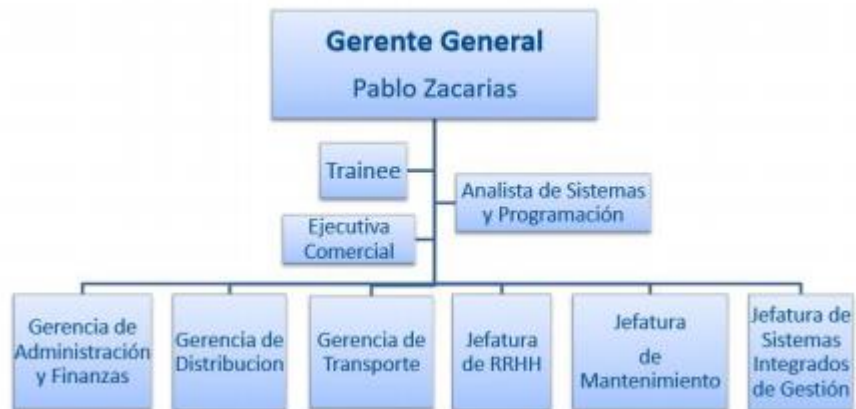 Gerente General
Pablo Zacarias
Trainee
Analista de Sistemas
y Programación
Ejecutiva
Comercial
Gerencia de
Administración
y Finanzas
Gerencia de
Distribucion
Gerencia de
Transporte
Jefatura
de RRHH
Jefatura
de
Mantenimiento
Jefatura de
Sistemas
Integrados
de Gestión